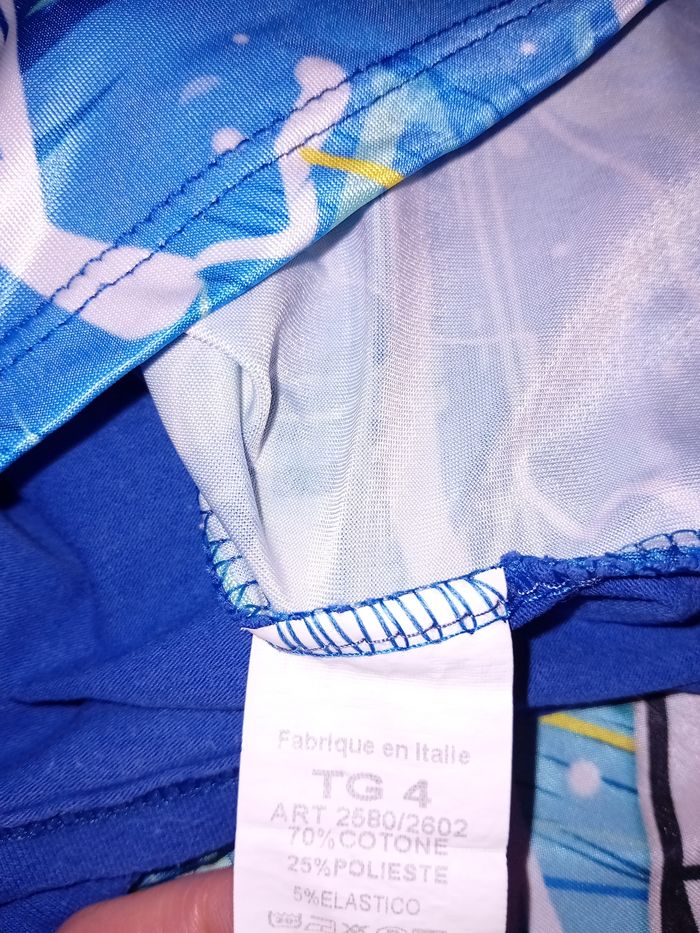 Fabrique en Italie
TG 4
ART 2580/2602
70%COTONE
25%POLIESTE
5%ELASTICO